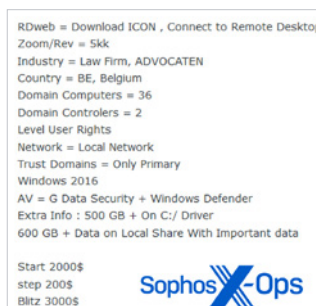 RDweb = Download ICON , Connect to Remote Desktop
Zoom/Rev = 5kk
Industry = Law Firm, ADVOCATEN
Country = BE, Belgium
Domain Computers = 36
Domain Controlers = 2
Level User Rights
Network = Local Network
Trust Domains = Only Primary
Windows 2016
AV = G Data Security + Windows Defender
Extra Info : 500 GB + On C:/ Driver
600 GB + Data on Local Share With Important data
Start 2000$
step 200$
Blitz 3000$
Sophos X-Ops